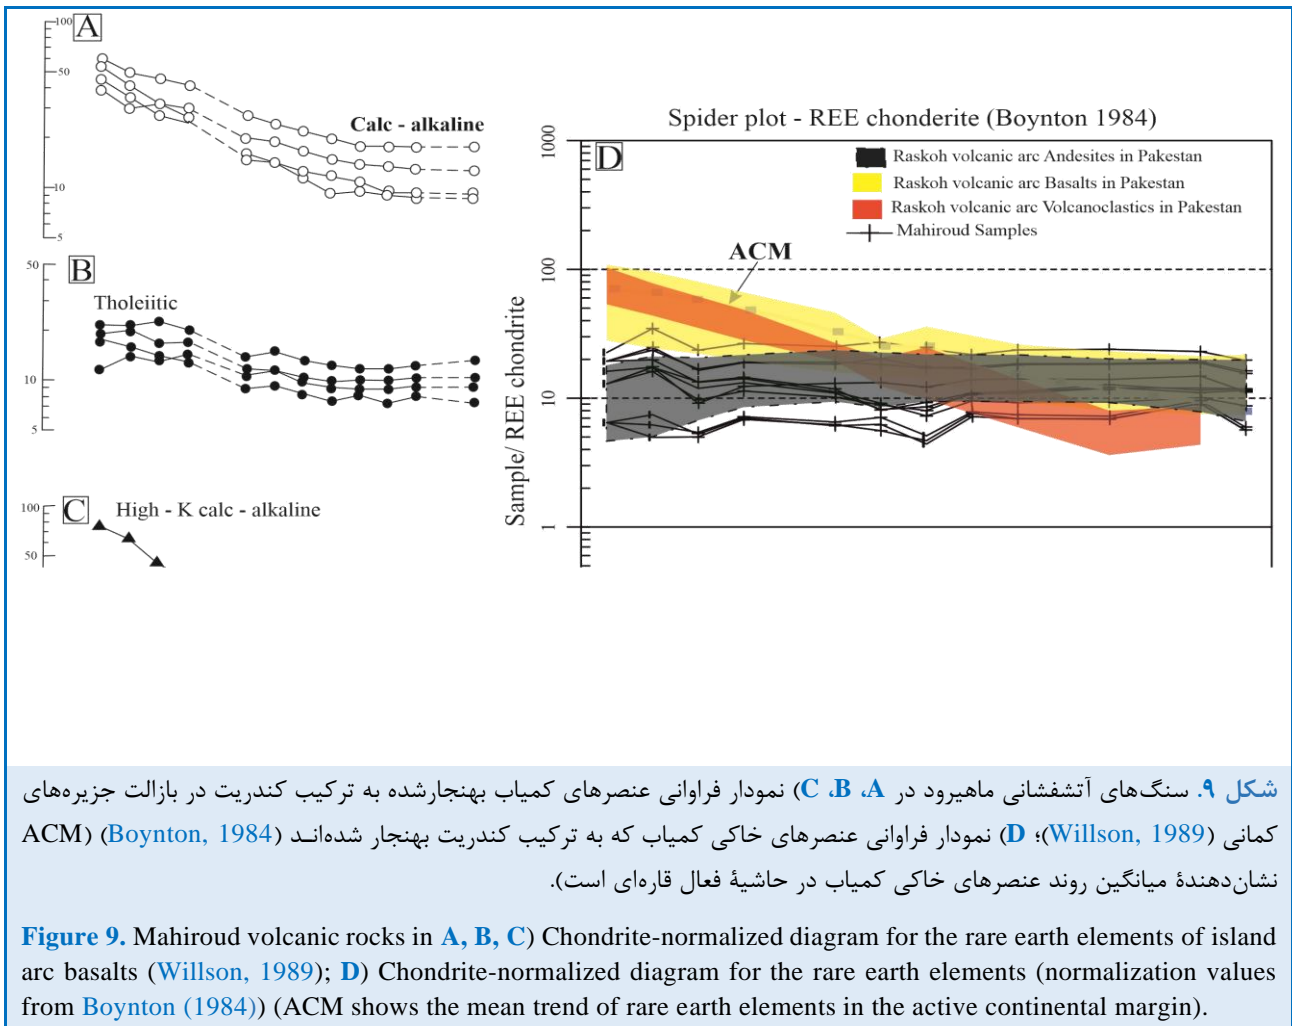 A
100
50
10
5
Calc - alkaline
B
50
10
5
Tholeiitic
C
High - K calc - alkaline
100
50
Spider plot - REE chonderite (Boynton 1984)
D
Raskoh volcanic arc Andesites in Pakestan
Raskoh volcanic arc Basalts in Pakestan
Raskoh volcanic arc Volcanoclastics in Pakestan
Mahiroud Samples
ACM
Sample/ REE chondrite
1000
100
10
1
شکل ۹. سنگ‌های آتشفشانی ماهیرود در A، B، C) نمودار فراوانی عنصرهای کمیاب بهنجارشده به ترکیب کندریت در بازالت جزیره‌های
کمانی (Willson, 1989)؛ D) نمودار فراوانی عنصرهای خاکی کمیاب که به ترکیب کندریت بهنجار شده‌اند (Boynton, 1984) (ACM
نشان‌دهندۀ میانگین روند عنصرهای خاکی کمیاب در حاشیۀ فعال قاره‌ای است).
Figure 9. Mahiroud volcanic rocks in A, B, C) Chondrite-normalized diagram for the rare earth elements of island
arc basalts (Willson, 1989); D) Chondrite-normalized diagram for the rare earth elements (normalization values
from Boynton (1984)) (ACM shows the mean trend of rare earth elements in the active continental margin).